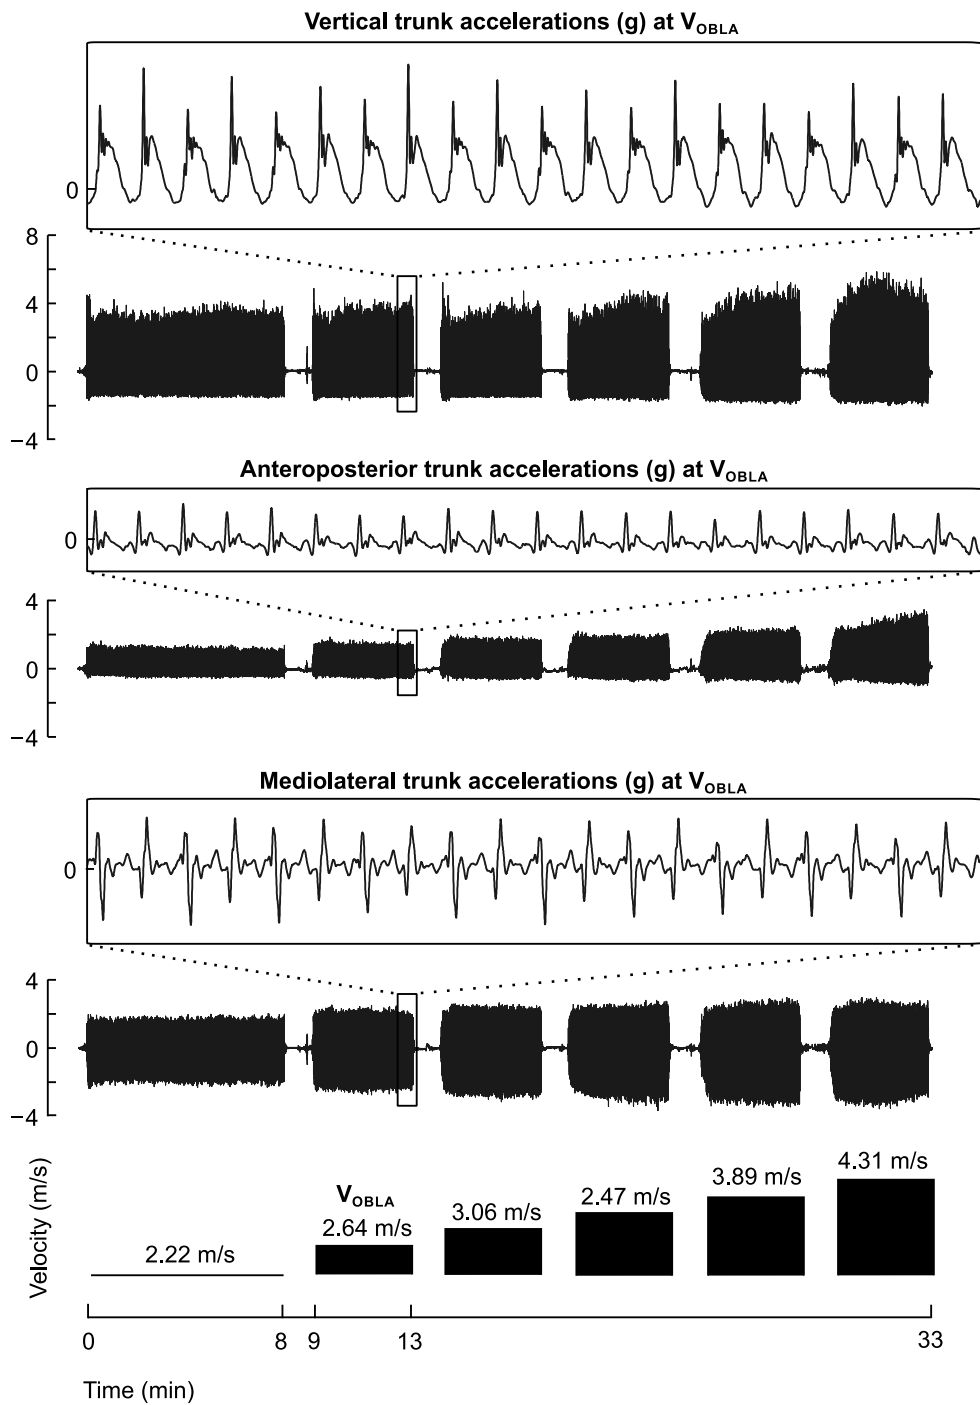 Vertical trunk accelerations (g) at VOBLA
0
8
4
0
−4
Anteroposterior trunk accelerations (g) at VOBLA
0
4
0
−4
Mediolateral trunk accelerations (g) at VOBLA
0
4
0
−4
Velocity (m/s)
2.22 m/s
VOBLA
2.64 m/s
3.06 m/s
2.47 m/s
3.89 m/s
4.31 m/s
0 8 9 13 33
Time (min)